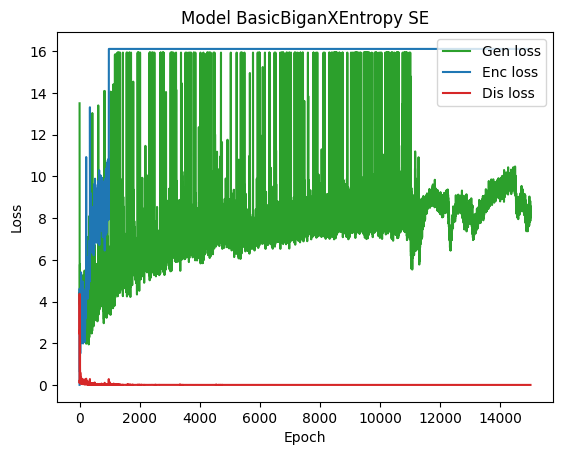 Model BasicBiganXEntropy SE
Gen loss
Enc loss
Dis loss
Loss
16
14
12
10
8
6
4
2
0
0 2000 4000 6000 8000 10000 12000 14000
Epoch